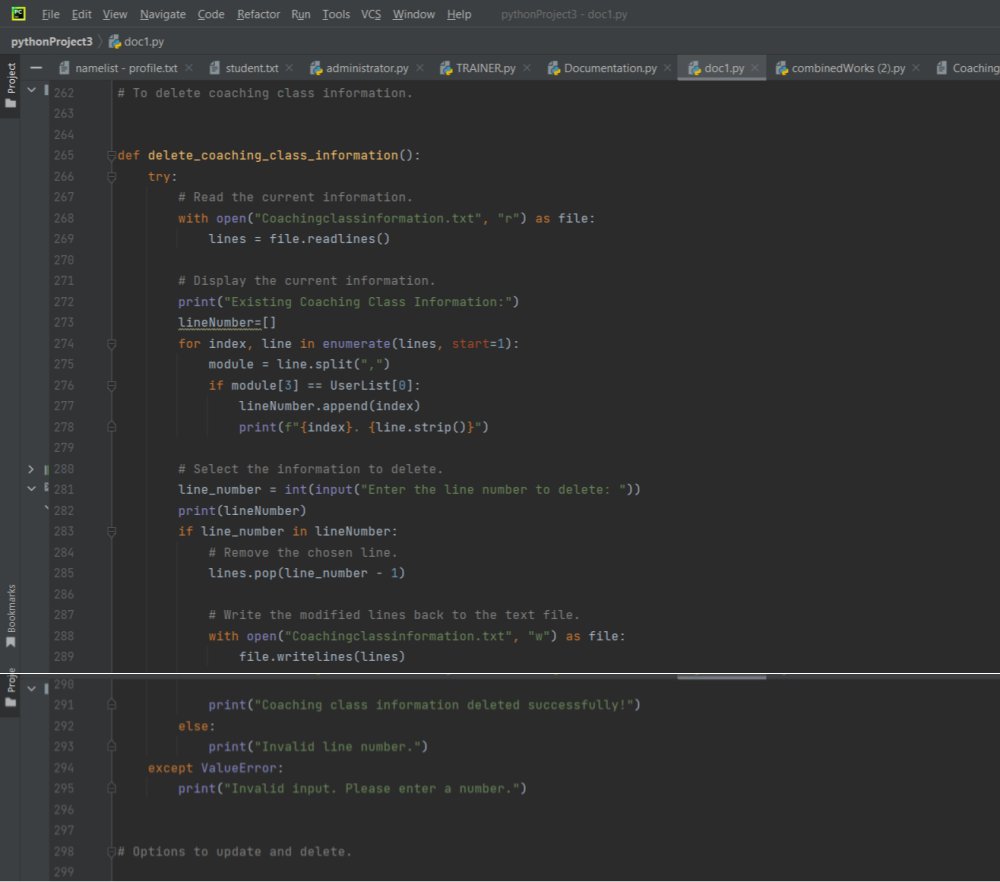 PC File Edit View Navigate Code Refactor Run Tools VCS Window Help pythonProject3 - doc1.py
pythonProject3 doc1.py
Project
namelist - profile.txt student.txt administrator.py TRAINER.py Documentation.py doc1.py combinedWorks (2).py Coaching
262 # To delete coaching class information.
263
264
265 def delete_coaching_class_information():
266     try:
267         # Read the current information.
268         with open("Coachingclassinformation.txt", "r") as file:
269             lines = file.readlines()
270
271         # Display the current information.
272         print("Existing Coaching Class Information:")
273         lineNumber=[]
274         for index, line in enumerate(lines, start=1):
275             module = line.split(",")
276             if module[3] == UserList[0]:
277                 lineNumber.append(index)
278                 print(f"{index}. {line.strip()}")
279
280         # Select the information to delete.
281         line_number = int(input("Enter the line number to delete: "))
282         print(lineNumber)
283         if line_number in lineNumber:
284             # Remove the chosen line.
285             lines.pop(line_number - 1)
286
287             # Write the modified lines back to the text file.
288             with open("Coachingclassinformation.txt", "w") as file:
289                 file.writelines(lines)
Bookmarks
Proje
290
291             print("Coaching class information deleted successfully!")
292         else:
293             print("Invalid line number.")
294     except ValueError:
295         print("Invalid input. Please enter a number.")
296
297
298 # Options to update and delete.
299